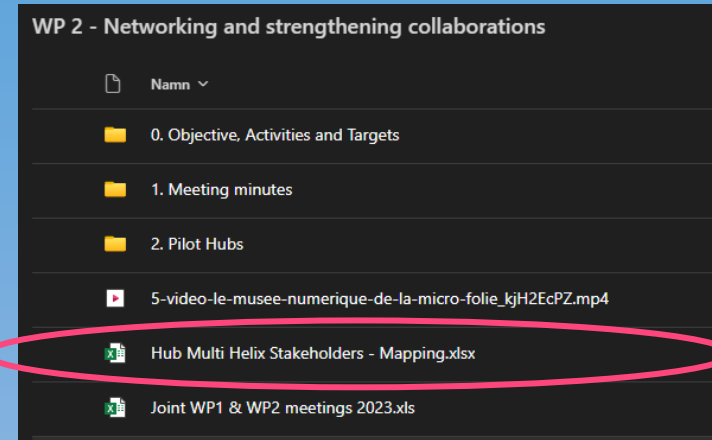 WP 2 - Networking and strengthening collaborations
Namn
0. Objective, Activities and Targets
1. Meeting minutes
2. Pilot Hubs
5-video-le-musee-numerique-de-la-micro-folie_kjH2EcPZ.mp4
Hub Multi Helix Stakeholders - Mapping.xlsx
Joint WP1 & WP2 meetings 2023.xls